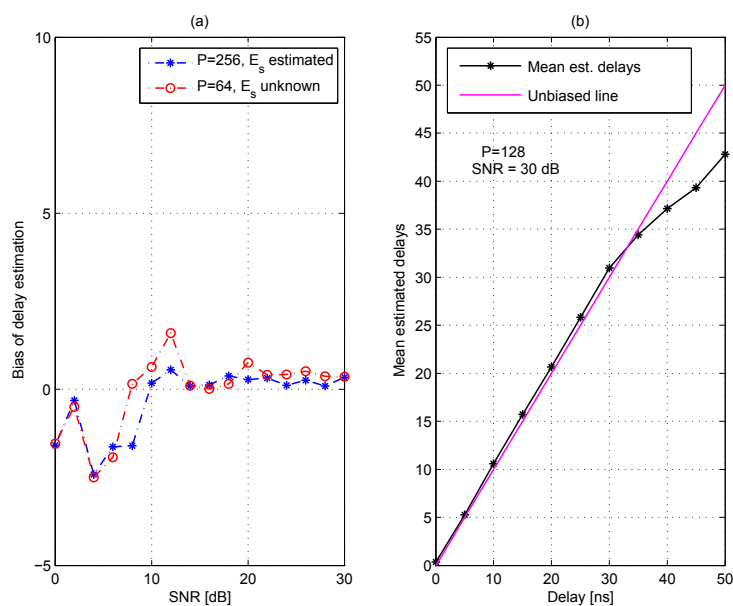 (a)
P=256, E_s estimated
P=64, E_s unknown
10
5
0
−5
0
10
20
30
SNR [dB]
Bias of delay estimation
(b)
Mean est. delays
Unbiased line
P=128
SNR = 30 dB
55
50
45
40
35
30
25
20
15
10
5
0
0
10
20
30
40
50
Delay [ns]
Mean estimated delays